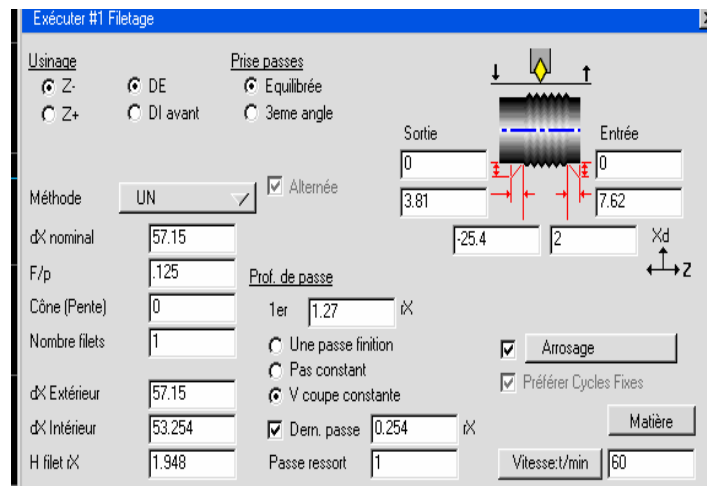 Exécuter #1 Filetage
Usinage
Z-
DE
Z+
DI avant
Prise passes
Equilibrée
3eme angle
Alternée
Sortie
Entrée
0
0
3.81
7.62
-25.4
2
Xd
Z
Méthode
UN
dX nominal
57.15
F/p
.125
Cône (Pente)
0
Nombre filets
1
dX Extérieur
57.15
dX Intérieur
53.254
H filet rX
1.948
Prof. de passe
1er
1.27
rX
Une passe finition
Pas constant
V coupe constante
Dern. passe
0.254
rX
Passe ressort
1
Arrosage
Préférer Cycles Fixes
Matière
Vitesse:t/min
60